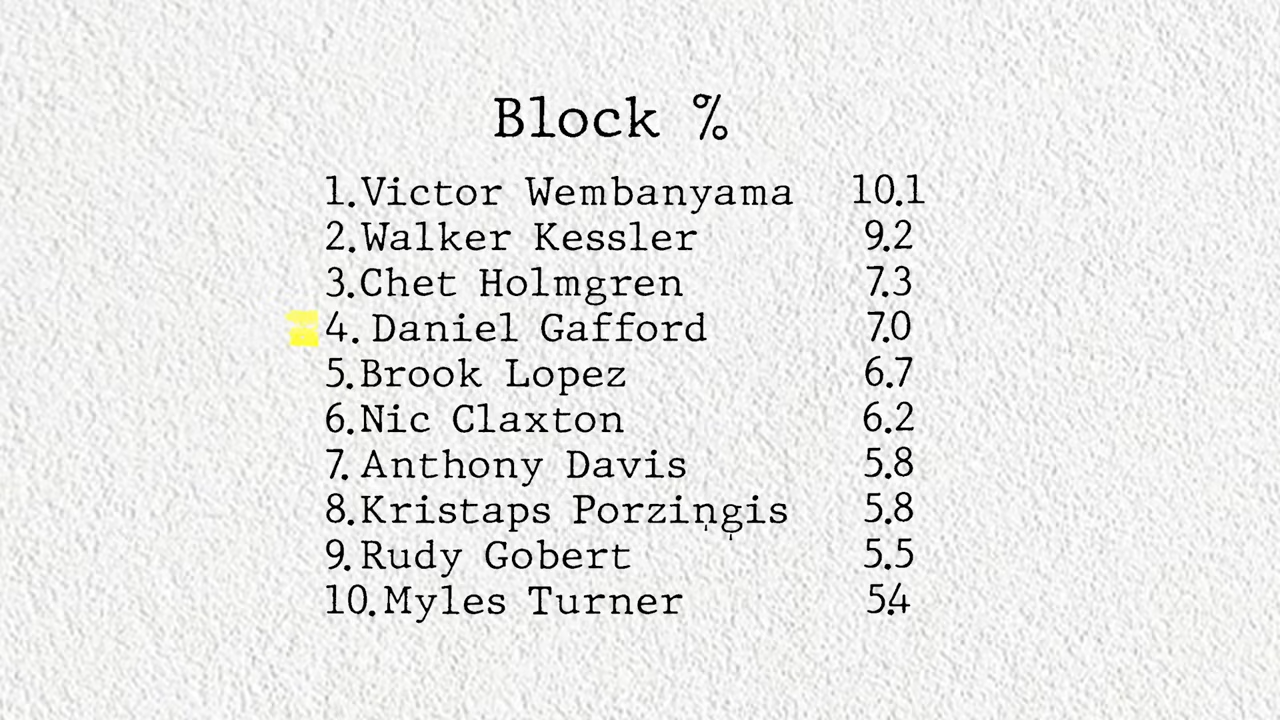 Block %
1. Victor Wembanyama 10.1
2. Walker Kessler 9.2
3. Chet Holmgren 7.3
4. Daniel Gafford 7.0
5. Brook Lopez 6.7
6. Nic Claxton 6.2
7. Anthony Davis 5.8
8. Kristaps Porziņģis 5.8
9. Rudy Gobert 5.5
10. Myles Turner 5.4